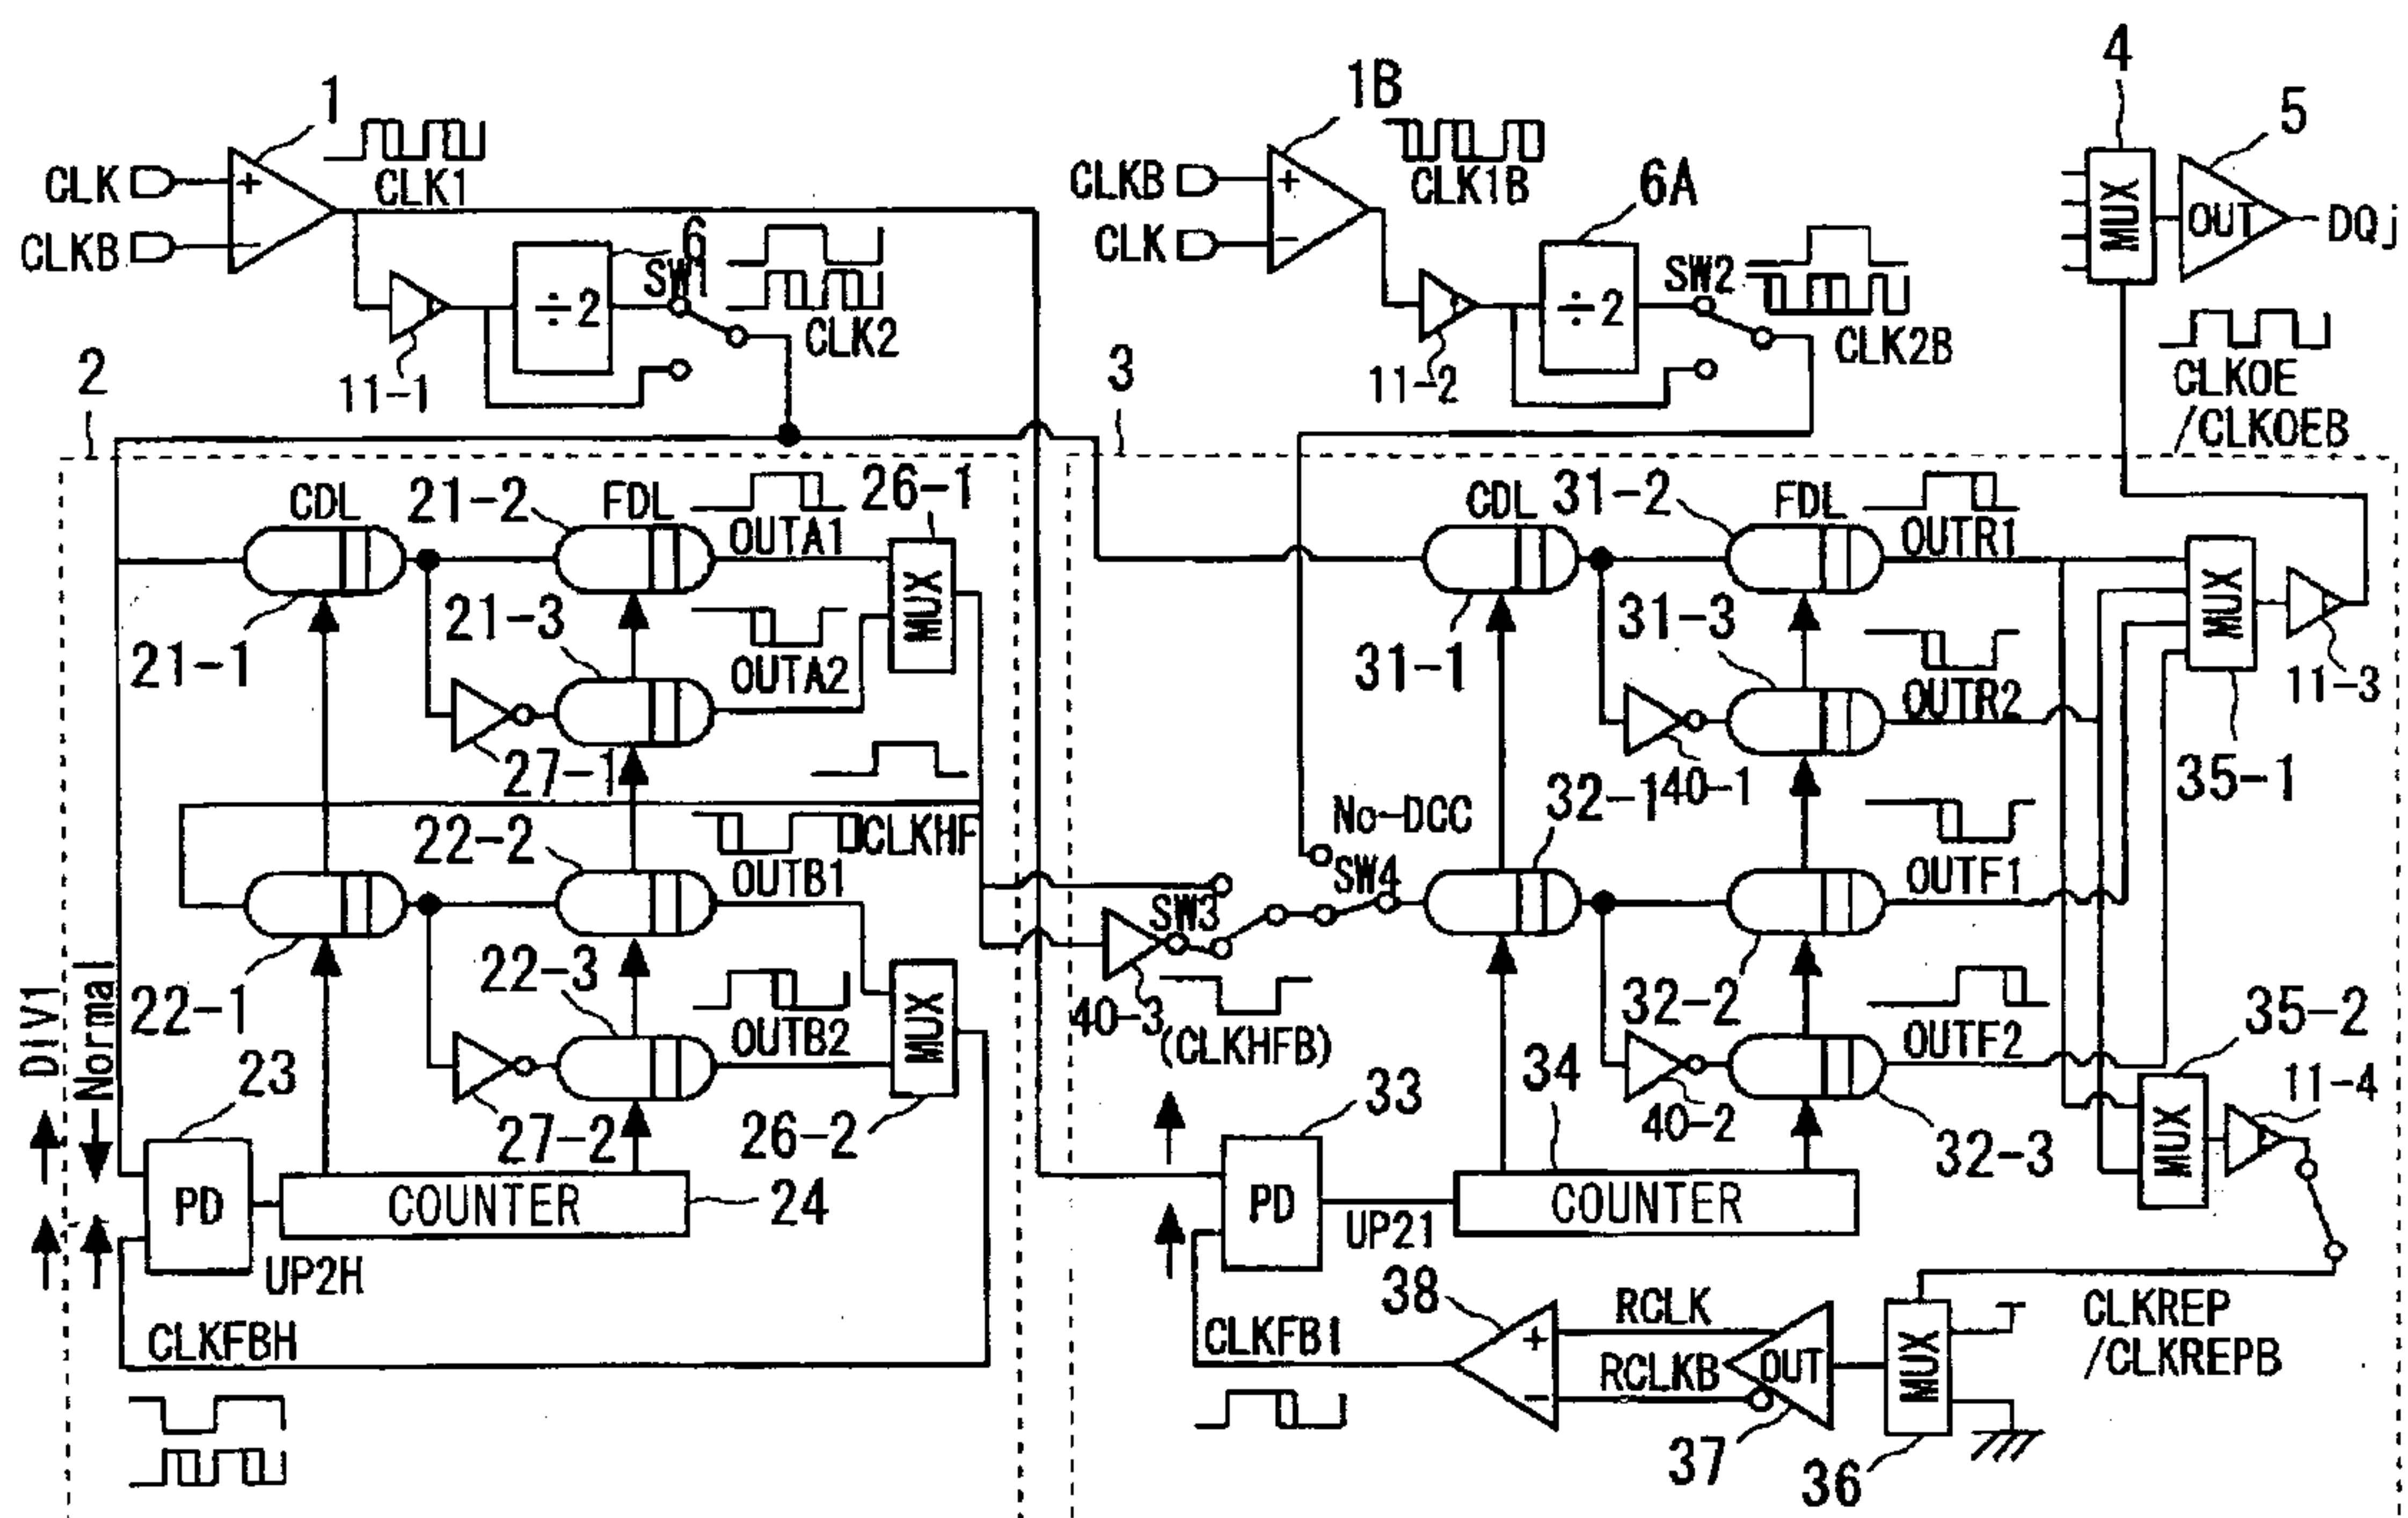 1
CLK
CLKB
+
−
CLK1
11-1
6
÷2
SW1
CLK2
1B
CLKB
CLK
+
−
CLK1B
11-2
6A
÷2
SW2
CLK2B
4
MUX
5
OUT
DQj
CLKOE
/CLKOEB
2
CDL
21-1
21-2
FDL
OUTA1
26-1
MUX
21-3
OUTA2
27-1
CLKHF
22-1
22-2
OUTB1
22-3
OUTB2
27-2
26-2
MUX
DIV1
Normal
23
PD
UP2H
COUNTER
24
CLKFBH
3
CDL
31-1
31-2
FDL
OUTR1
31-3
OUTR2
40-1
35-1
MUX
11-3
No-DCC
SW3
SW4
40-3
(CLKHFB)
32-1
32-2
OUTF1
OUTF2
40-2
32-3
35-2
MUX
11-4
33
PD
UP21
34
COUNTER
38
CLKFBI
+
−
RCLK
RCLKB
OUT
37
MUX
36
CLKREP
/CLKREPB